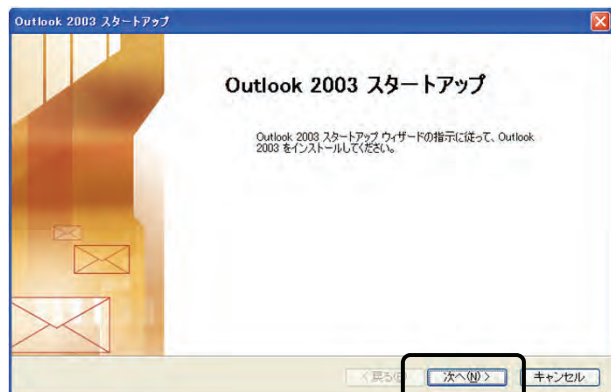 Outlook 2003 スタートアップ
Outlook 2003 スタートアップ
Outlook 2003 スタートアップ ウィザードの指示に従って、Outlook
2003 をインストールしてください。
< 戻る(B) 次へ(N) > キャンセル